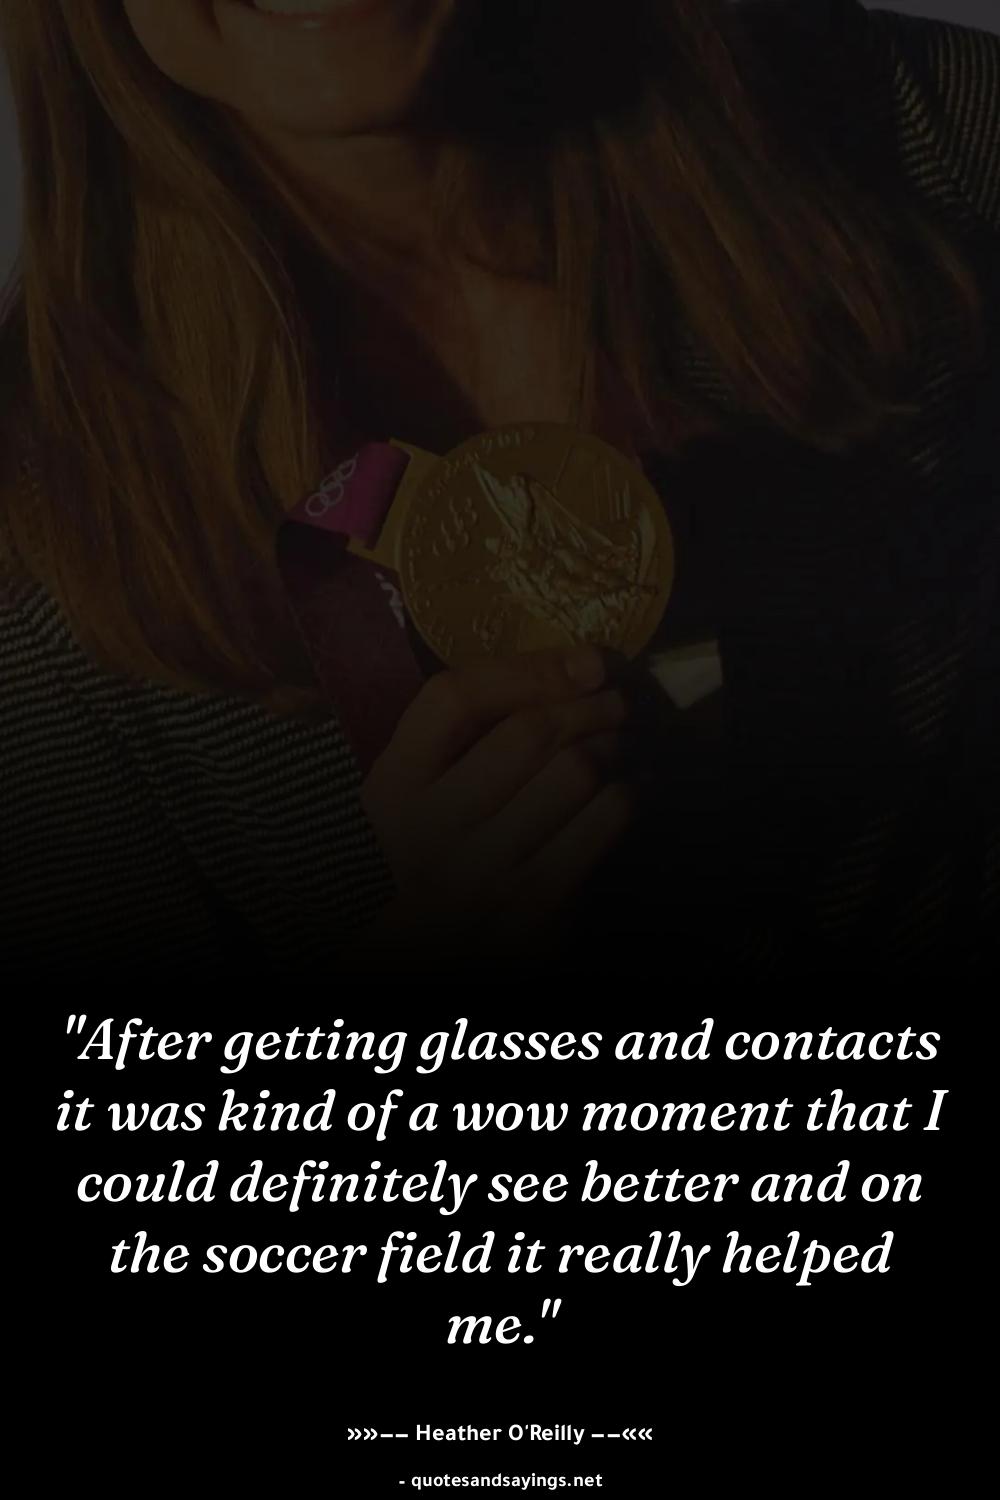 "After getting glasses and contacts
it was kind of a wow moment that I
could definitely see better and on
the soccer field it really helped
me."
»»–– Heather O'Reilly ––««
- quotesandsayings.net